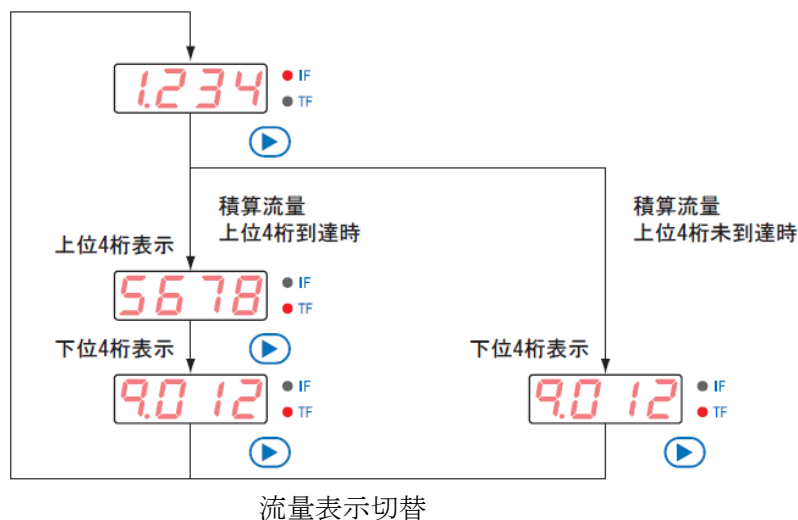 1.234
IF
TF
積算流量
上位4桁到達時
積算流量
上位4桁未到達時
上位4桁表示
5678
IF
TF
下位4桁表示
下位4桁表示
9.012
IF
TF
9.012
IF
TF
流量表示切替